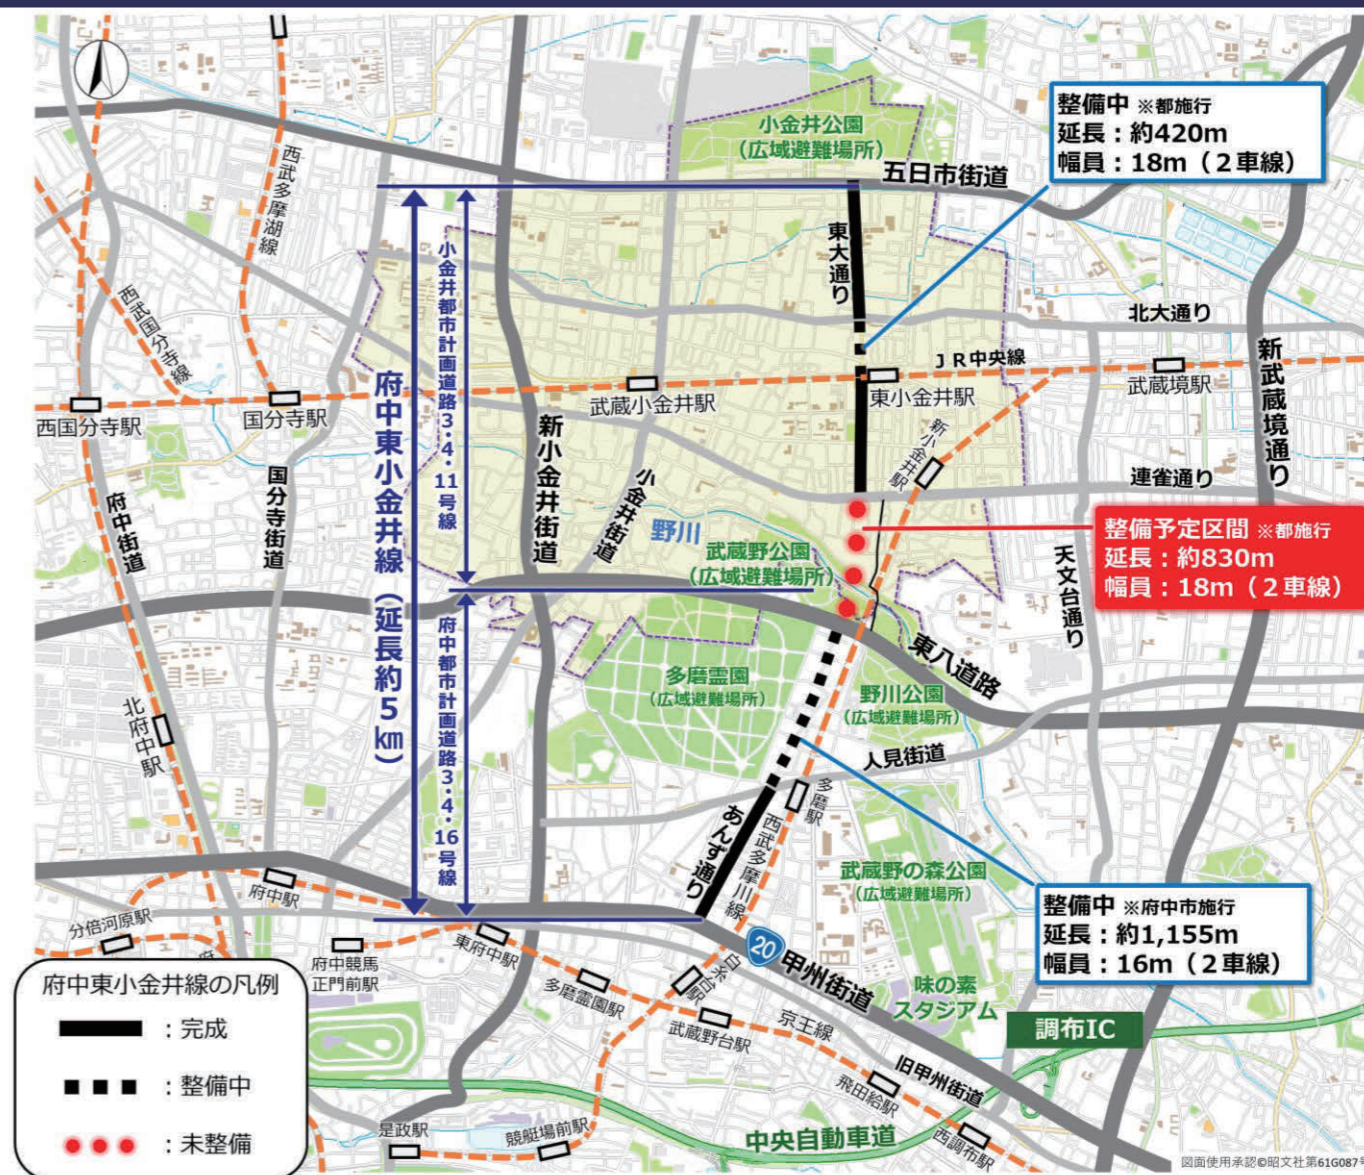 小金井公園
（広域避難場所）
整備中 ※都施行
延長：約420m
幅員：18m（２車線）
五日市街道
西武多摩湖線
西武国分寺線
小金井都市計画道路3・4・11号線
東大通り
北大通り
ＪＲ中央線
新武蔵境通り
武蔵境駅
東小金井駅
武蔵小金井駅
国分寺駅
西国分寺駅
府中東小金井線（延長約５㎞）
新小金井街道
小金井街道
新小金井駅
連雀通り
府中街道
国分寺街道
野川
武蔵野公園
（広域避難場所）
整備予定区間 ※都施行
延長：約830m
幅員：18m（２車線）
天文台通り
東八道路
府中都市計画道路3・4・16号線
多磨霊園
（広域避難場所）
野川公園
（広域避難場所）
北府中駅
人見街道
多磨駅
あんず通り
西武多摩川線
武蔵野の森公園
（広域避難場所）
整備中 ※府中市施行
延長：約1,155m
幅員：16m（２車線）
府中駅
分倍河原駅
府中競馬
正門前駅
東府中駅
多磨霊園駅
白糸台駅
20
甲州街道
武蔵野台駅
京王線
味の素
スタジアム
調布IC
飛田給駅
旧甲州街道
西調布駅
中央自動車道
是政駅
競艇場前駅
府中東小金井線の凡例
：完成
：整備中
：未整備
図面使用承認©昭文社第61G087